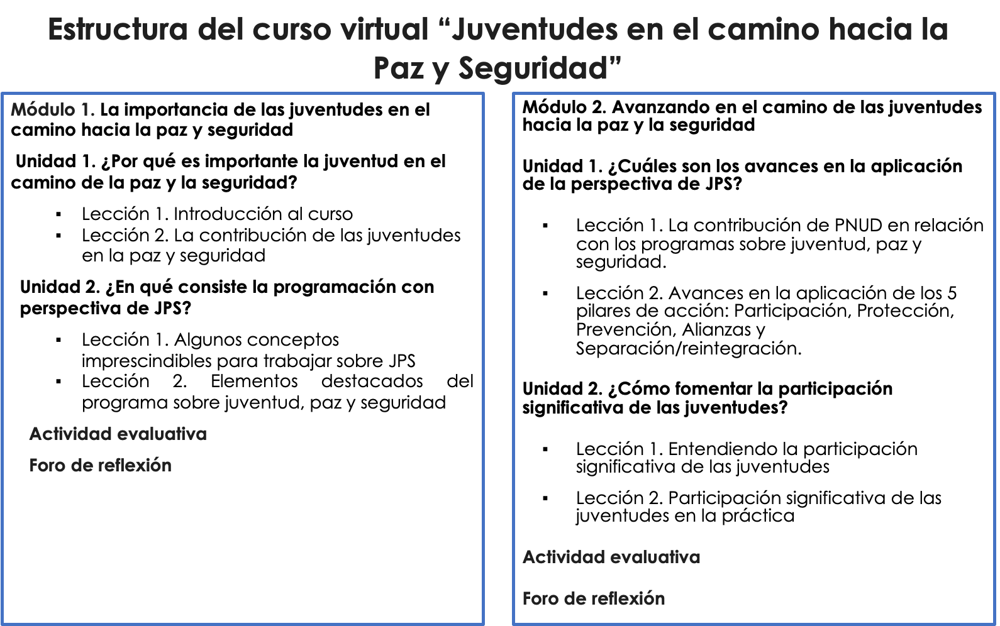 Estructura del curso virtual “Juventudes en el camino hacia la
Paz y Seguridad”
Módulo 1. La importancia de las juventudes en el
camino hacia la paz y seguridad
Unidad 1. ¿Por qué es importante la juventud en el
camino de la paz y la seguridad?
▪ Lección 1. Introducción al curso
▪ Lección 2. La contribución de las juventudes
en la paz y seguridad
Unidad 2. ¿En qué consiste la programación con
perspectiva de JPS?
▪ Lección 1. Algunos conceptos
imprescindibles para trabajar sobre JPS
▪ Lección 2. Elementos destacados del
programa sobre juventud, paz y seguridad
Actividad evaluativa
Foro de reflexión
Módulo 2. Avanzando en el camino de las juventudes
hacia la paz y la seguridad
Unidad 1. ¿Cuáles son los avances en la aplicación
de la perspectiva de JPS?
▪ Lección 1. La contribución de PNUD en relación
con los programas sobre juventud, paz y
seguridad.
▪ Lección 2. Avances en la aplicación de los 5
pilares de acción: Participación, Protección,
Prevención, Alianzas y
Separación/reintegración.
Unidad 2. ¿Cómo fomentar la participación
significativa de las juventudes?
▪ Lección 1. Entendiendo la participación
significativa de las juventudes
▪ Lección 2. Participación significativa de las
juventudes en la práctica
Actividad evaluativa
Foro de reflexión